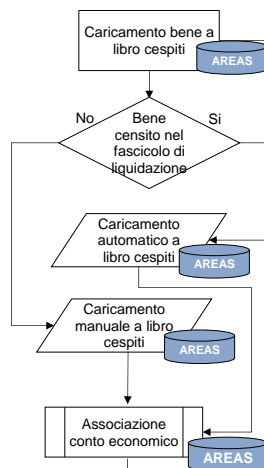 Caricamento bene a
libro cespiti
AREAS
No
Bene
Si
censito nel
fascicolo di
liquidazione
Caricamento
automatico a
libro cespiti
AREAS
Caricamento
manuale a libro
cespiti
AREAS
Associazione
conto economico
AREAS